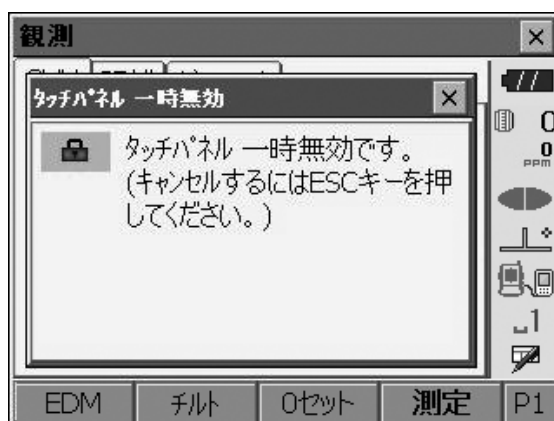 観測
ﾀｯﾁﾊﾟﾈﾙ 一時無効
ﾀｯﾁﾊﾟﾈﾙ 一時無効です。
(ｷｬﾝｾﾙするにはESCキーを押
してください。)
0
0
PPM
1
EDM
ﾁﾙﾄ
0ｾｯﾄ
測定
P1